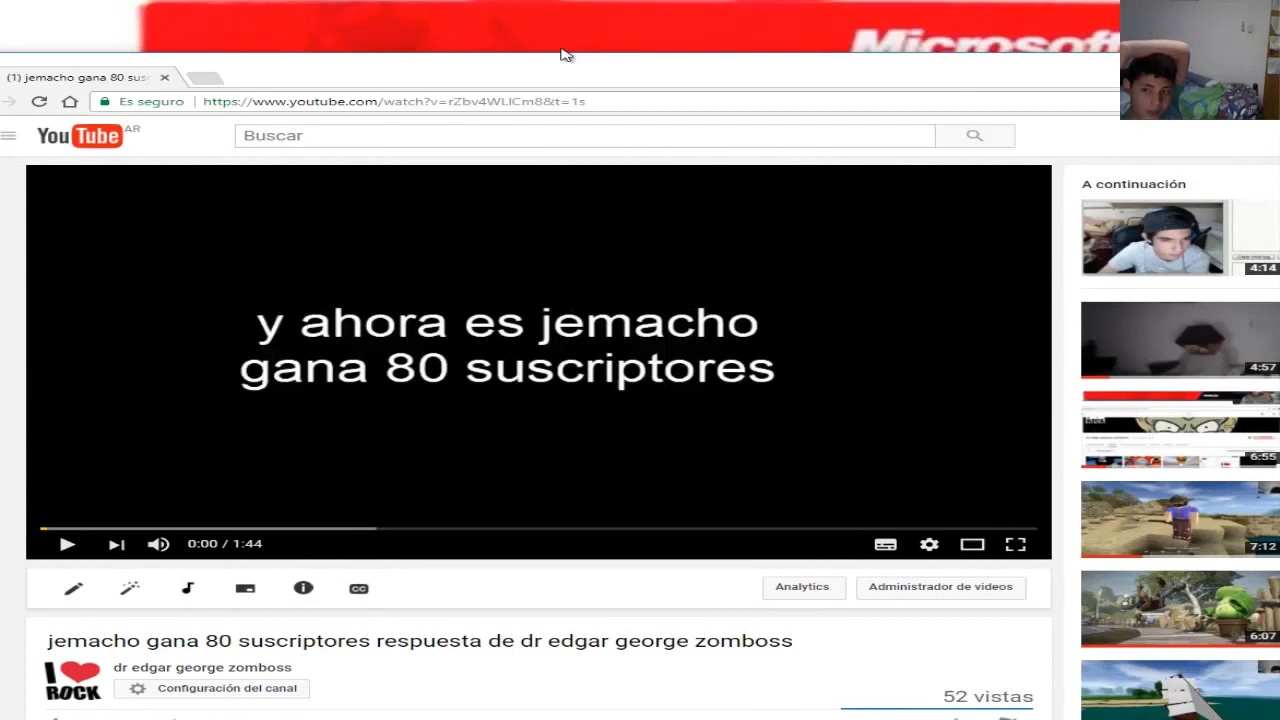 Microsoft
(1) jemacho gana 80 sus
Es seguro
https://www.youtube.com/watch?v=rZbv4WLICm8&t=1s
YouTube AR
Buscar
y ahora es jemacho
gana 80 suscriptores
0:00 / 1:44
Analytics
Administrador de videos
jemacho gana 80 suscriptores respuesta de dr edgar george zomboss
I ROCK
dr edgar george zomboss
Configuración del canal
52 vistas
A continuación
4:14
4:57
6:55
7:12
6:07